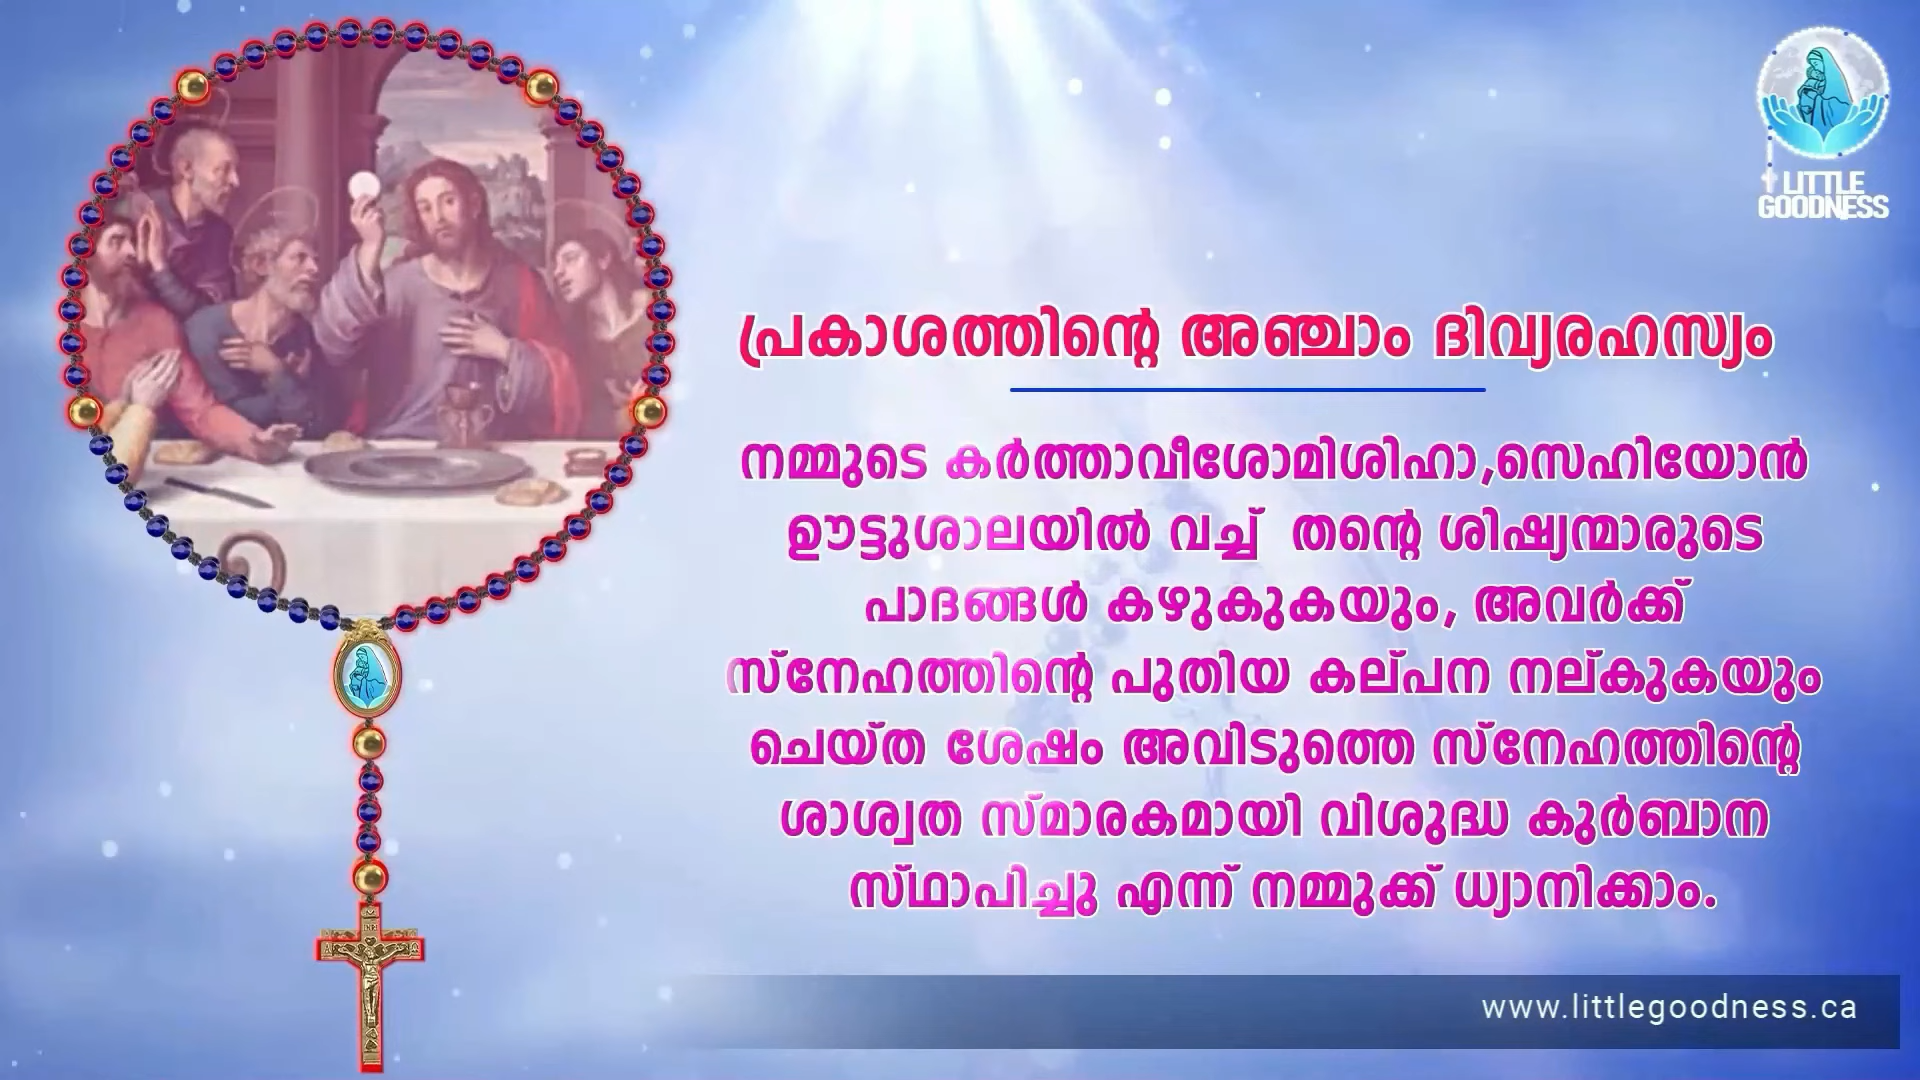 LITTLE
GOODNESS
പ്രകാശത്തിന്റെ അഞ്ചാം ദിവ്യരഹസ്യം
നമ്മുടെ കർത്താവീശോമിശിഹാ,സെഹിയോൻ
ഊട്ടുശാലയിൽ വച്ച് തന്റെ ശിഷ്യന്മാരുടെ
പാദങ്ങൾ കഴുകുകയും, അവർക്ക്
സ്നേഹത്തിന്റെ പുതിയ കല്പന നല്കുകയും
ചെയ്ത ശേഷം അവിടുത്തെ സ്നേഹത്തിന്റെ
ശാശ്വത സ്മാരകമായി വിശുദ്ധ കുർബാന
സ്ഥാപിച്ചു എന്ന് നമ്മുക്ക് ധ്യാനിക്കാം.
www.littlegoodness.ca